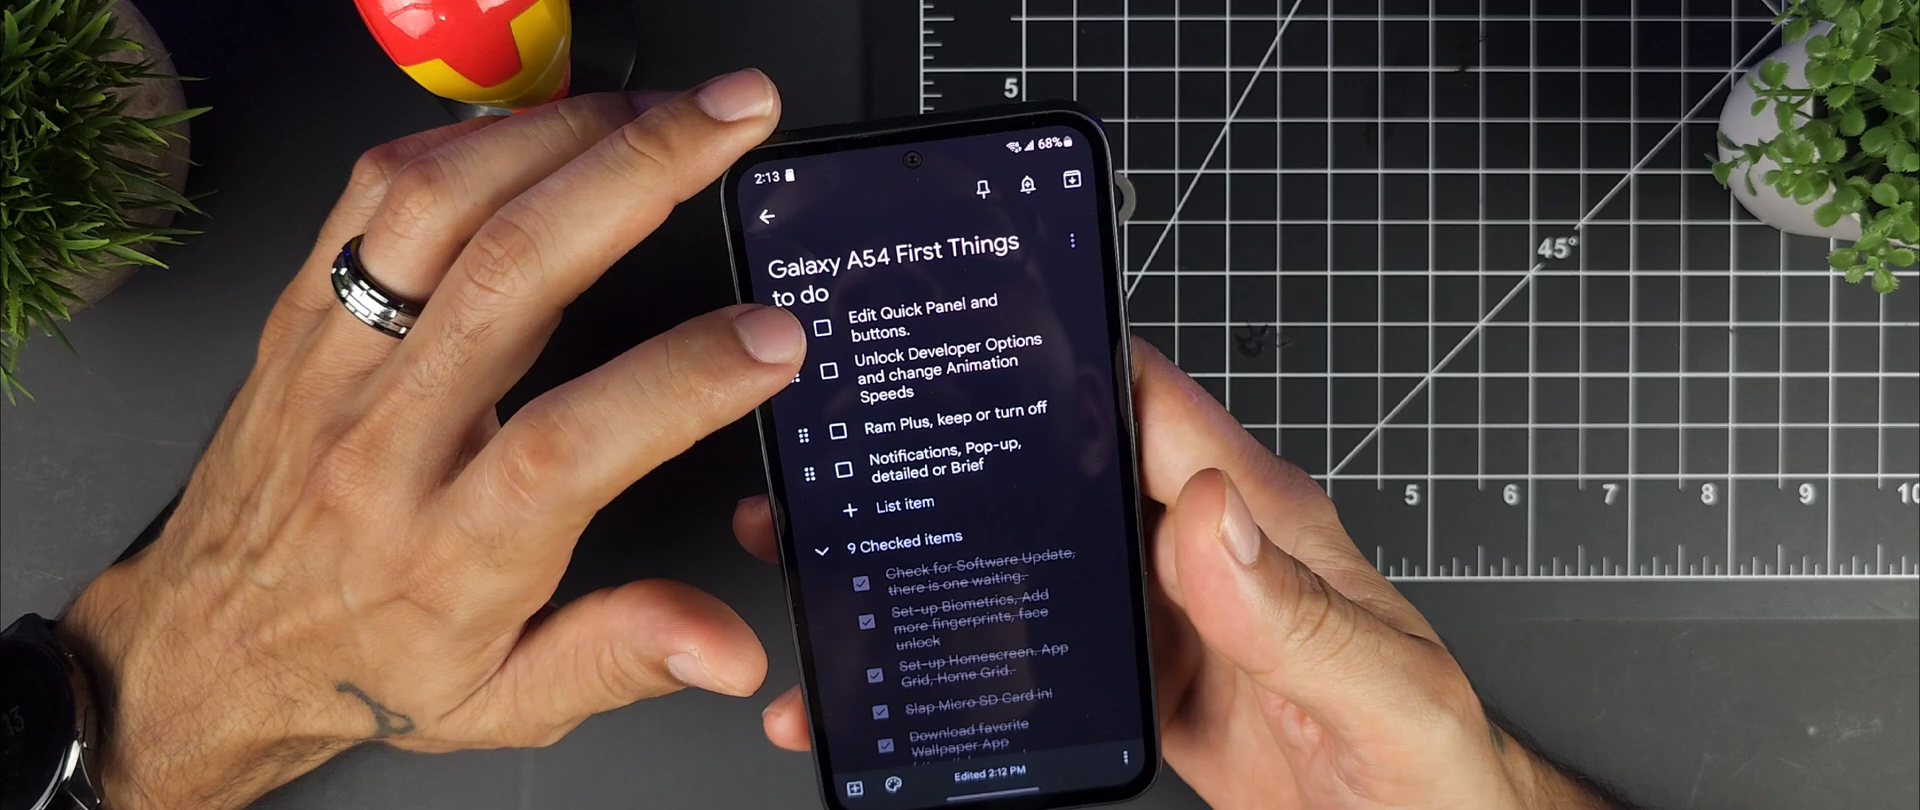 5
2:13
68%
Galaxy A54 First Things
to do
Edit Quick Panel and
buttons.
Unlock Developer Options
and change Animation
Speeds
Ram Plus, keep or turn off
Notifications, Pop-up,
detailed or Brief
+ List item
9 Checked items
Check for Software Update,
there is one waiting.
Set-up Biometrics, Add
more fingerprints, face
unlock
Set-up Homescreen. App
Grid, Home Grid.
Slap Micro SD Card in!
Download favorite
Wallpaper App
Edited 2:12 PM
45°
5 6 7 8 9 10
13